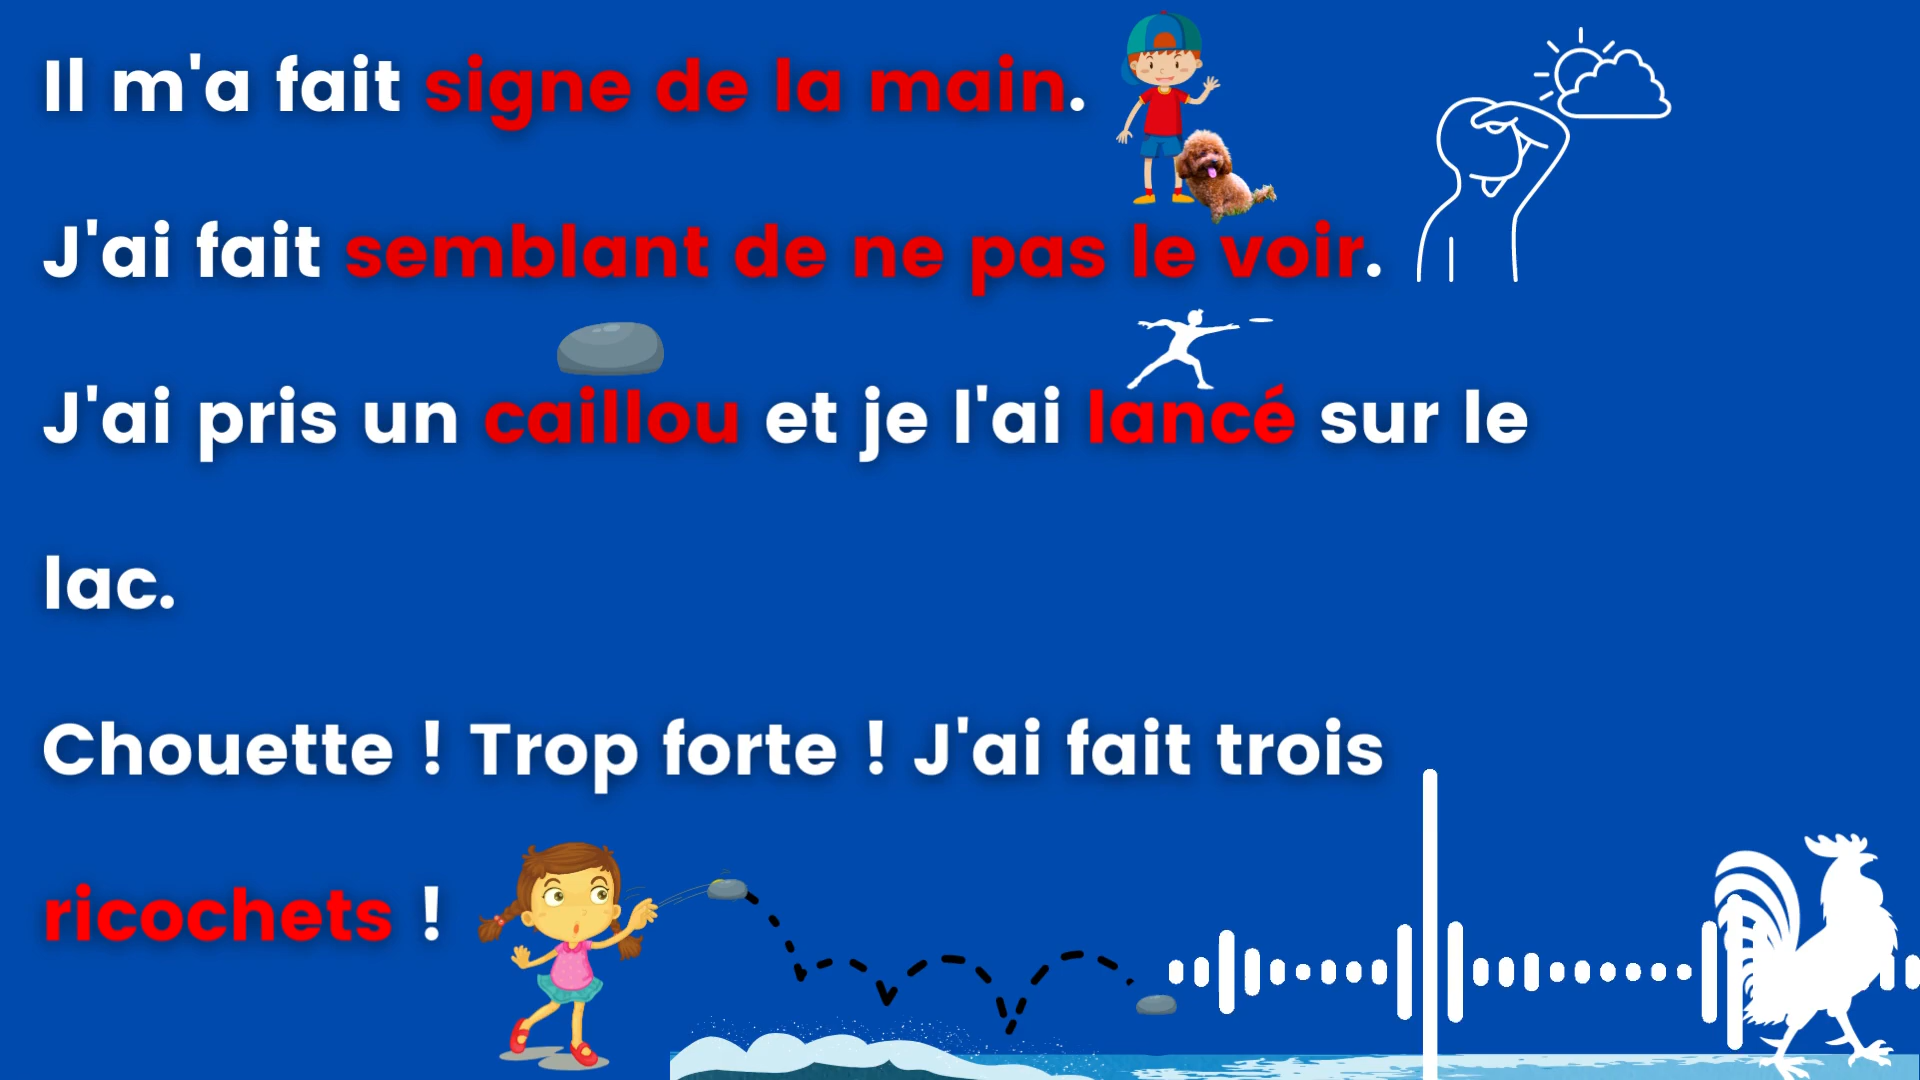 Il m'a fait signe de la main.
J'ai fait semblant de ne pas le voir.
J'ai pris un caillou et je l'ai lancé sur le
lac.
Chouette ! Trop forte ! J'ai fait trois
ricochets !